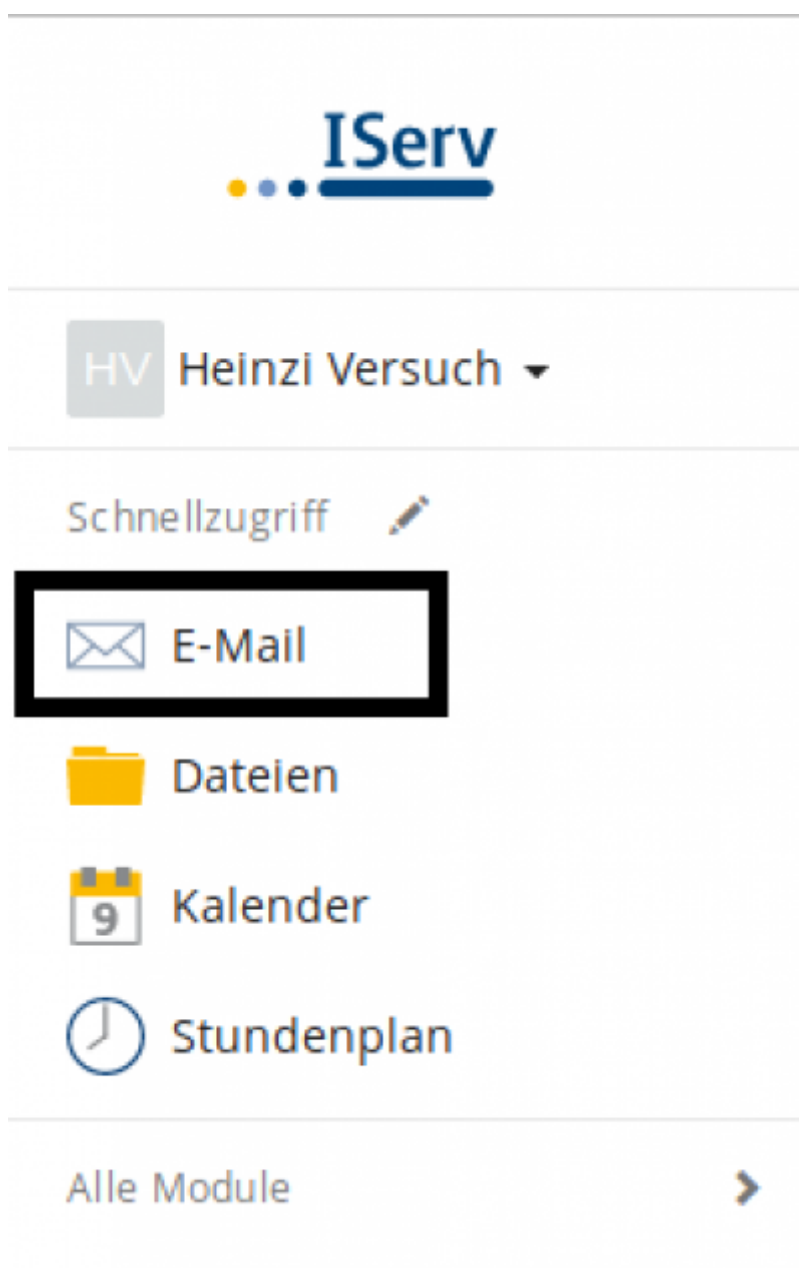 IServ
HV Heinzi Versuch
Schnellzugriff
E-Mail
Dateien
9 Kalender
Stundenplan
Alle Module